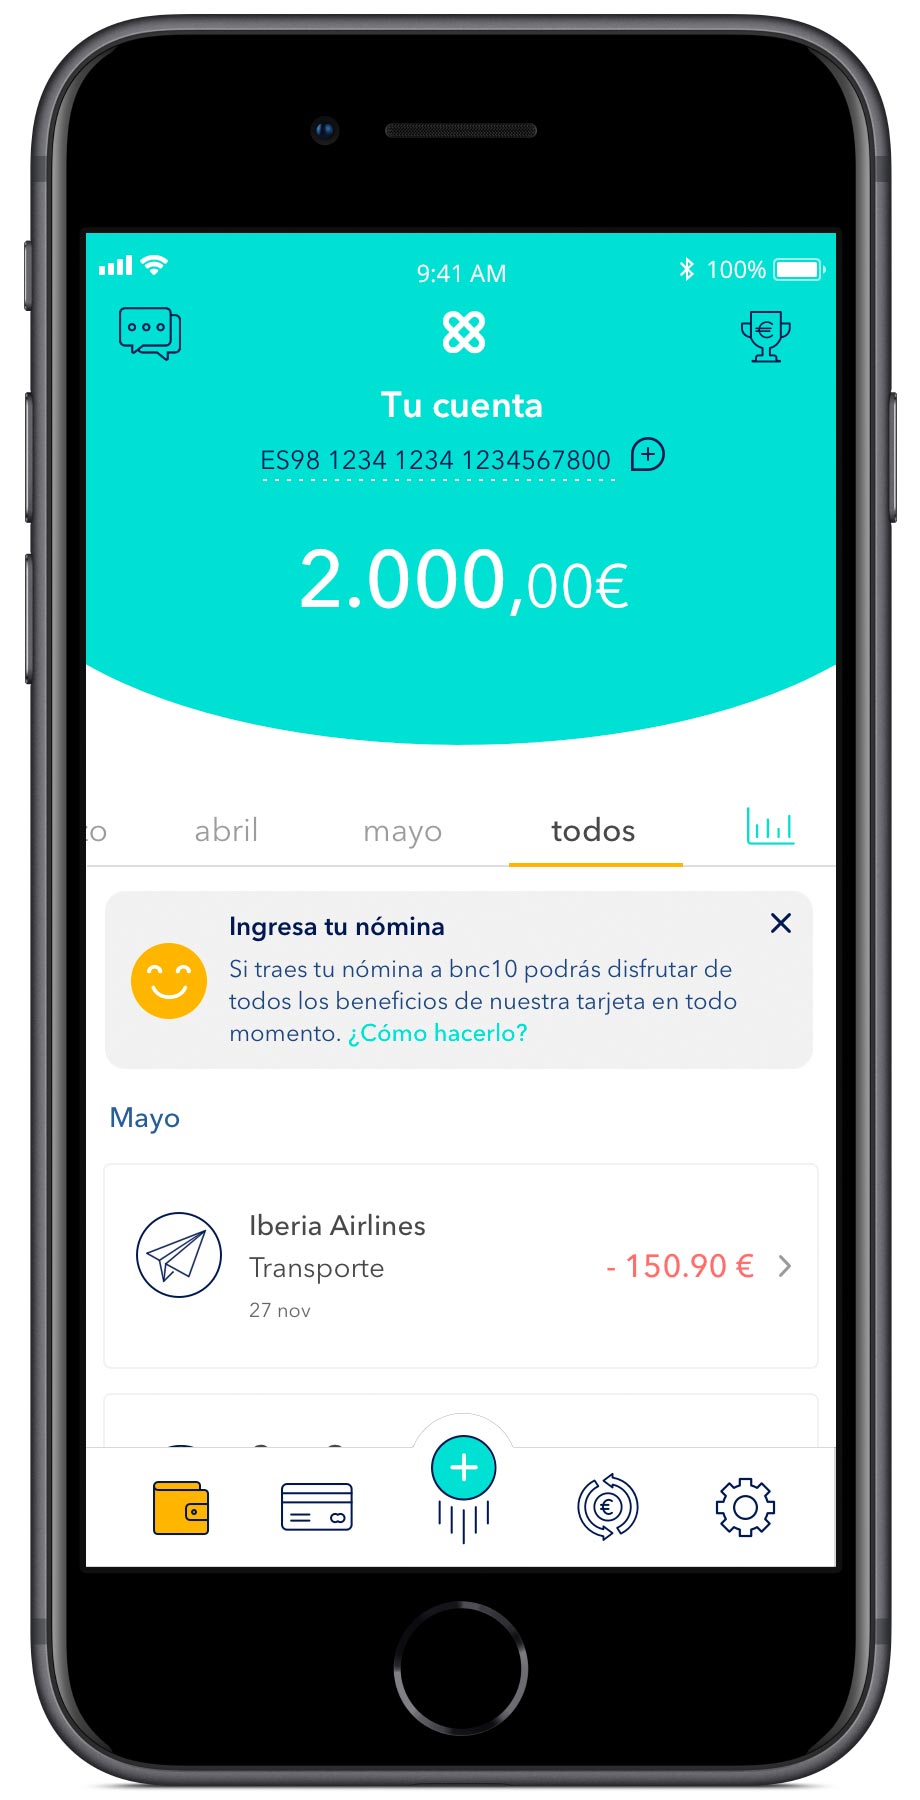 9:41 AM
100%
Tu cuenta
ES98 1234 1234 1234567800
2.000,00€
abril mayo todos
Ingresa tu nómina
Si traes tu nómina a bnc10 podrás disfrutar de
todos los beneficios de nuestra tarjeta en todo
momento. ¿Cómo hacerlo?
Mayo
Iberia Airlines
Transporte
- 150.90 €
27 nov